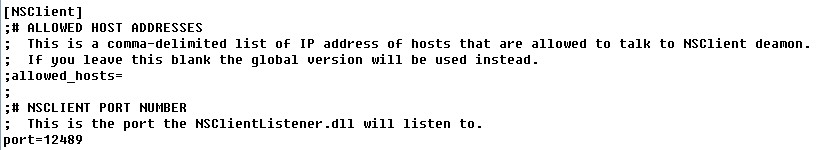 [NSClient]
;# ALLOWED HOST ADDRESSES
;  This is a comma-delimited list of IP address of hosts that are allowed to talk to NSClient deamon.
;  If you leave this blank the global version will be used instead.
;allowed_hosts=
;
;# NSCLIENT PORT NUMBER
;  This is the port the NSClientListener.dll will listen to.
port=12489